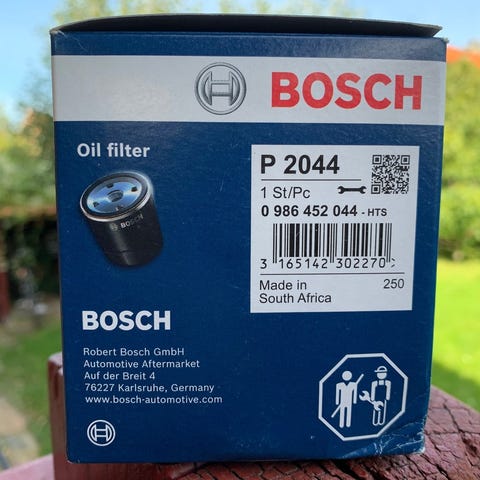 BOSCH
Oil filter
BOSCH
P 2044
1 St/Pc
0 986 452 044 - HTS
3 165142 302270
Made in
South Africa
250
BOSCH
Robert Bosch GmbH
Automotive Aftermarket
Auf der Breit 4
76227 Karlsruhe, Germany
www.bosch-automotive.com